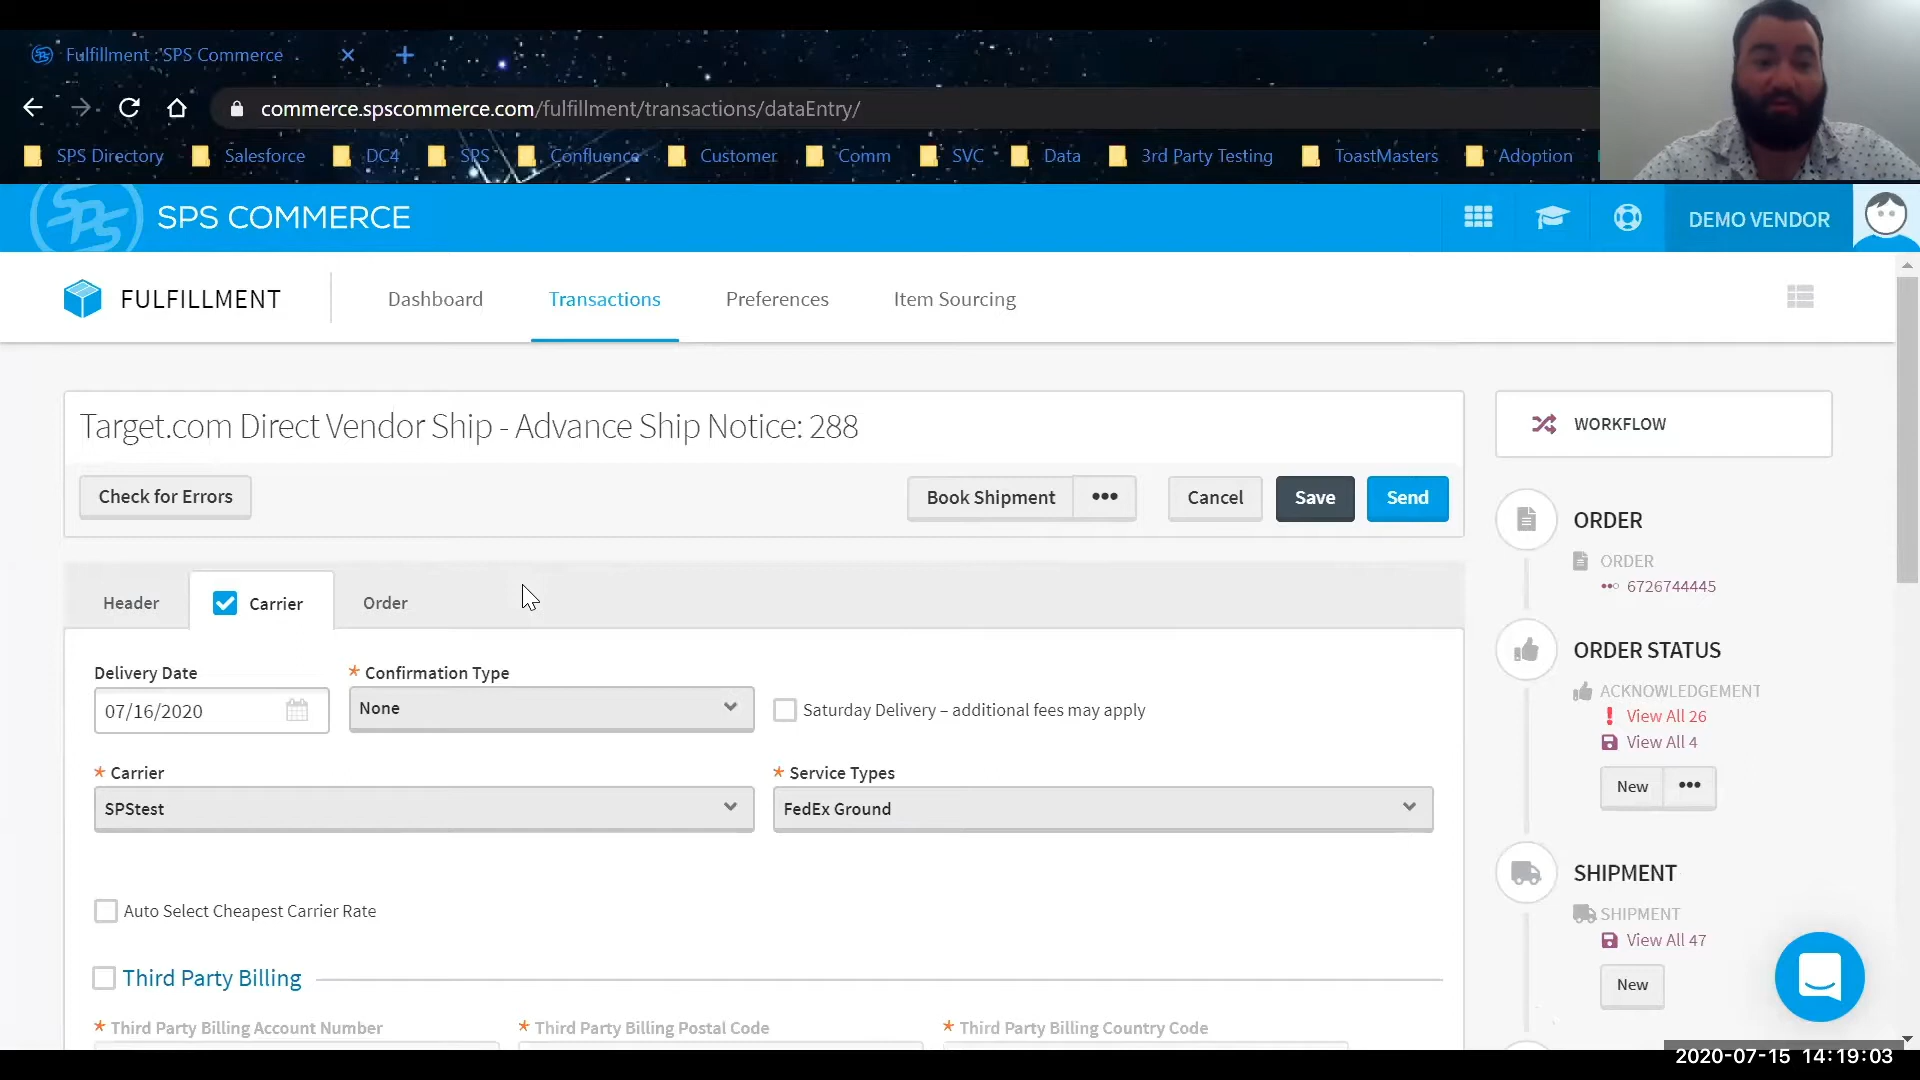 Fulfillment : SPS Commerce
commerce.spscommerce.com/fulfillment/transactions/dataEntry/
SPS Directory Salesforce DC4 SPS Confluence Customer Comm SVC Data 3rd Party Testing ToastMasters Adoption
SPS COMMERCE
DEMO VENDOR
FULFILLMENT
Dashboard Transactions Preferences Item Sourcing
Target.com Direct Vendor Ship - Advance Ship Notice: 288
Check for Errors
Book Shipment ••• Cancel Save Send
Header Carrier Order
Delivery Date * Confirmation Type
07/16/2020 None Saturday Delivery – additional fees may apply
* Carrier * Service Types
SPStest FedEx Ground
Auto Select Cheapest Carrier Rate
Third Party Billing
* Third Party Billing Account Number * Third Party Billing Postal Code * Third Party Billing Country Code
WORKFLOW
ORDER
ORDER
6726744445
ORDER STATUS
ACKNOWLEDGEMENT
View All 26
View All 4
New •••
SHIPMENT
SHIPMENT
View All 47
New
2020-07-15 14:19:03